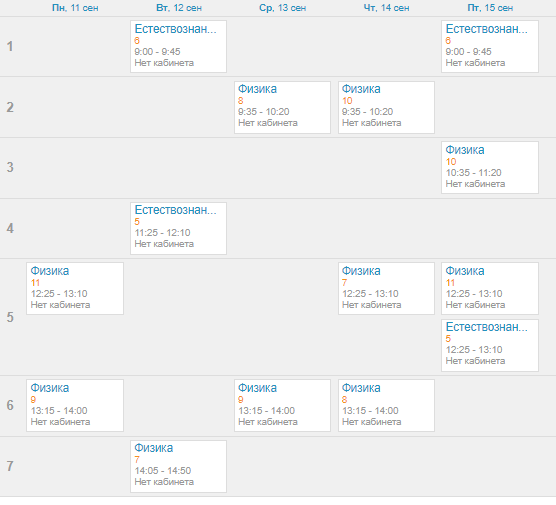 Пн, 11 сен
Вт, 12 сен
Ср, 13 сен
Чт, 14 сен
Пт, 15 сен
1
Естествознан...
6
9:00 - 9:45
Нет кабинета
Естествознан...
6
9:00 - 9:45
Нет кабинета
2
Физика
8
9:35 - 10:20
Нет кабинета
Физика
10
9:35 - 10:20
Нет кабинета
3
Физика
10
10:35 - 11:20
Нет кабинета
4
Естествознан...
5
11:25 - 12:10
Нет кабинета
5
Физика
11
12:25 - 13:10
Нет кабинета
Физика
7
12:25 - 13:10
Нет кабинета
Физика
11
12:25 - 13:10
Нет кабинета
Естествознан...
5
12:25 - 13:10
Нет кабинета
6
Физика
9
13:15 - 14:00
Нет кабинета
Физика
9
13:15 - 14:00
Нет кабинета
Физика
8
13:15 - 14:00
Нет кабинета
7
Физика
7
14:05 - 14:50
Нет кабинета